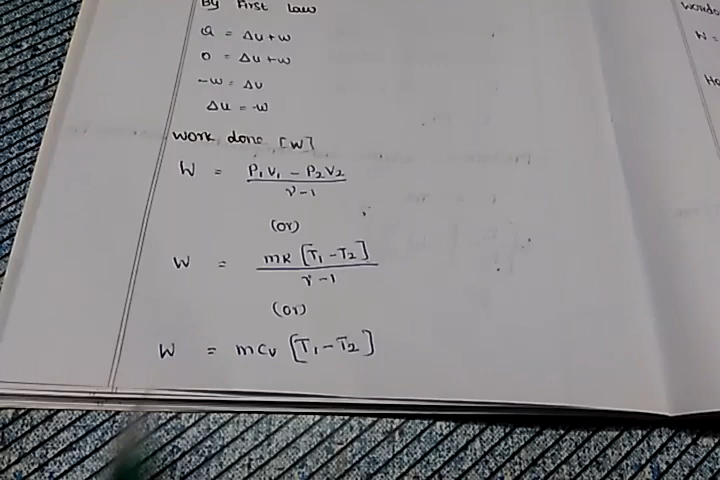 By First Law
Q = Δu+w
0 = Δu+w
-w = Δu
Δu = -w
work done [w]
W = P₁V₁ - P₂V₂
γ-1
(or)
W = mR [T₁-T₂]
γ-1
(or)
W = mcᵥ [T₁-T₂]
W =